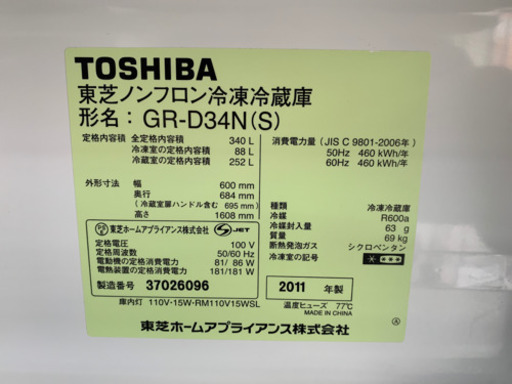 TOSHIBA
東芝ノンフロン冷凍冷蔵庫
形名：GR-D34N(S)
定格内容積 全定格内容積 340 L
冷凍室の定格内容積 88 L
冷蔵室の定格内容積 252 L
消費電力量 (JIS C 9801-2006年)
50Hz 460 kWh/年
60Hz 460 kWh/年
外形寸法 幅 600 mm
奥行 684 mm
(冷蔵室扉ハンドル含む 695 mm)
高さ 1608 mm
種類 冷凍冷蔵庫
冷媒 R600a
冷媒封入量 63 g
質量 69 kg
断熱発泡ガス シクロペンタン
冷凍室の記号
東芝ホームアプライアンス株式会社 JET
定格電圧 100 V
定格周波数 50/60 Hz
電動機の定格消費電力 81/ 86 W
電熱装置の定格消費電力 181/181 W
製造番号 37026096
2011 年製
庫内灯 110V-15W-RM110V15WSL
温度ヒューズ 77℃
MADE IN CHINA
東芝ホームアプライアンス株式会社